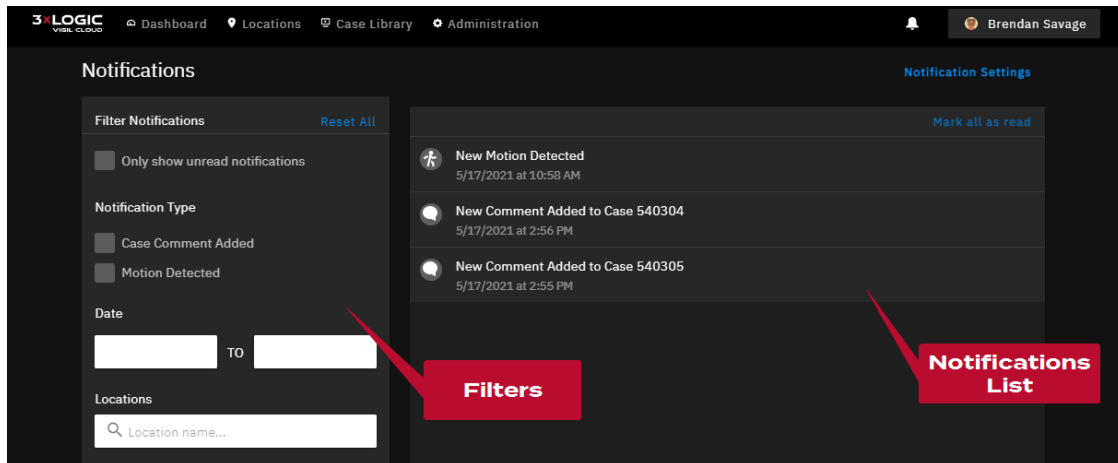 3xLOGIC
VIGIL CLOUD
Dashboard
Locations
Case Library
Administration
Brendan Savage
Notifications
Notification Settings
Filter Notifications
Reset All
Only show unread notifications
Notification Type
Case Comment Added
Motion Detected
Date
TO
Locations
Location name...
Mark all as read
New Motion Detected
5/17/2021 at 10:58 AM
New Comment Added to Case 540304
5/17/2021 at 2:56 PM
New Comment Added to Case 540305
5/17/2021 at 2:55 PM
Filters
Notifications
List